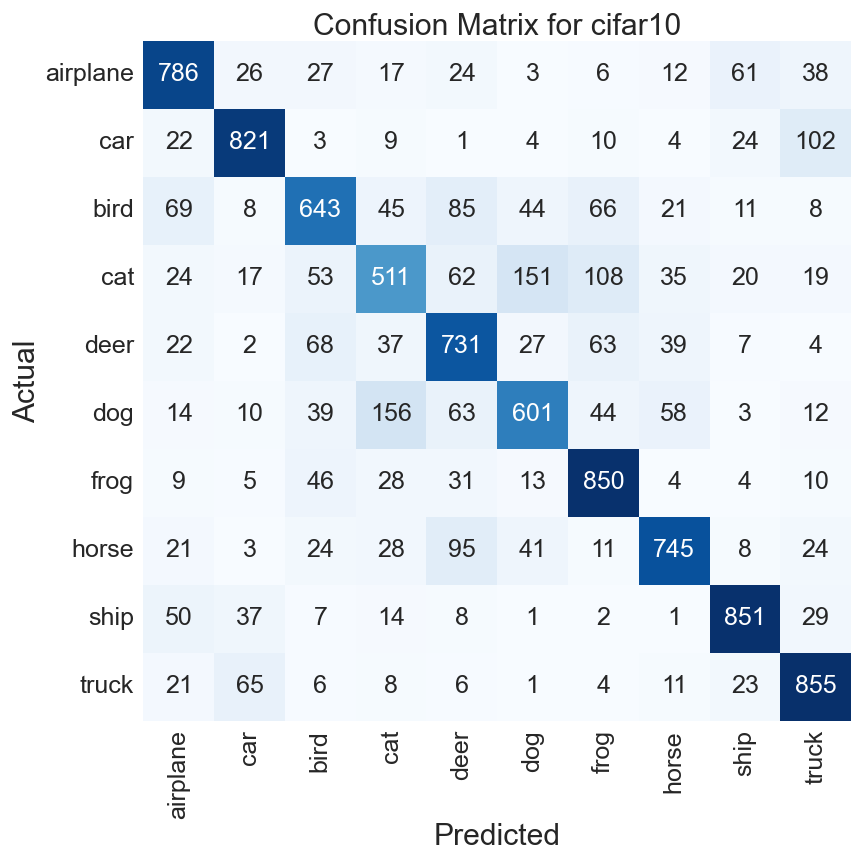 Confusion Matrix for cifar10
airplane 786 26 27 17 24 3 6 12 61 38
car 22 821 3 9 1 4 10 4 24 102
bird 69 8 643 45 85 44 66 21 11 8
cat 24 17 53 511 62 151 108 35 20 19
deer 22 2 68 37 731 27 63 39 7 4
dog 14 10 39 156 63 601 44 58 3 12
frog 9 5 46 28 31 13 850 4 4 10
horse 21 3 24 28 95 41 11 745 8 24
ship 50 37 7 14 8 1 2 1 851 29
truck 21 65 6 8 6 1 4 11 23 855
Actual
airplane car bird cat deer dog frog horse ship truck
Predicted